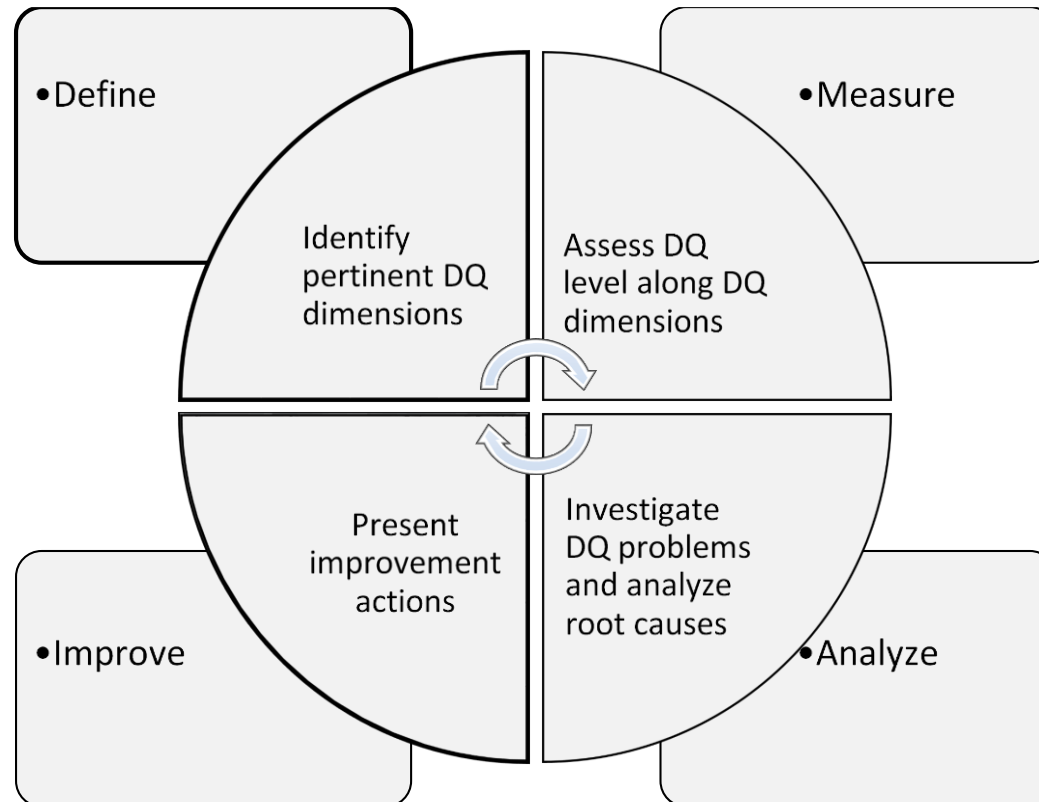 •Define
•Measure
Identify
pertinent DQ
dimensions
Assess DQ
level along DQ
dimensions
Present
improvement
actions
Investigate
DQ problems
and analyze
root causes
•Improve
•Analyze